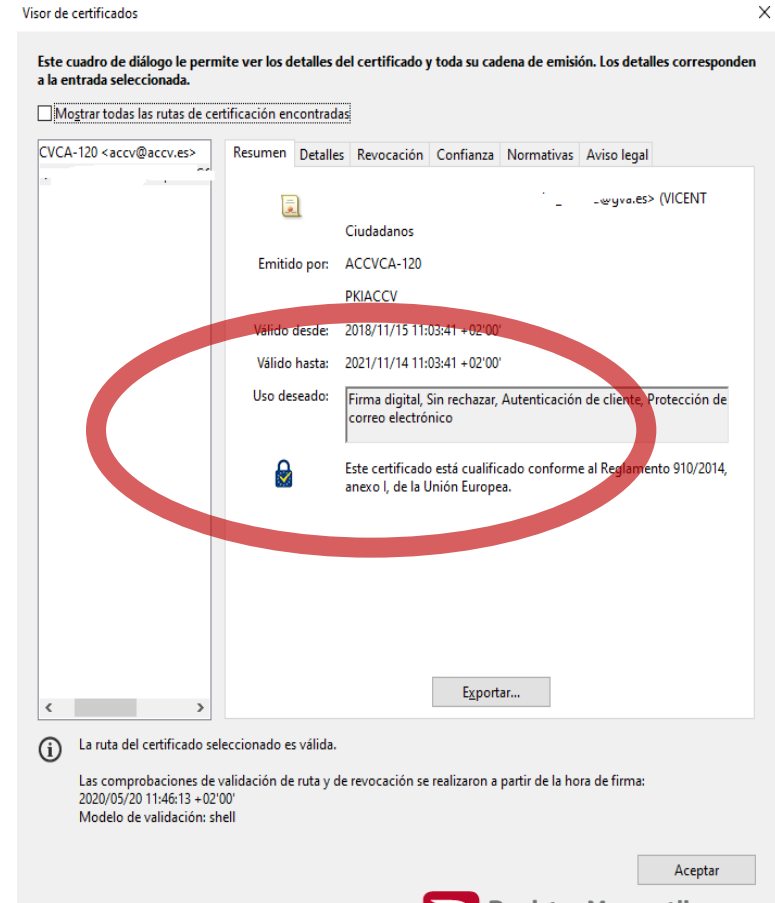 Visor de certificados
Este cuadro de diálogo le permite ver los detalles del certificado y toda su cadena de emisión. Los detalles corresponden
a la entrada seleccionada.
Mostrar todas las rutas de certificación encontradas
CVCA-120 <accv@accv.es>
Resumen Detalles Revocación Confianza Normativas Aviso legal
@gva.es> (VICENT
Ciudadanos
Emitido por: ACCVCA-120
PKIACCV
Válido desde: 2018/11/15 11:03:41 +02'00'
Válido hasta: 2021/11/14 11:03:41 +02'00'
Uso deseado: Firma digital, Sin rechazar, Autenticación de cliente, Protección de
correo electrónico
Este certificado está cualificado conforme al Reglamento 910/2014,
anexo I, de la Unión Europea.
Exportar...
La ruta del certificado seleccionado es válida.
Las comprobaciones de validación de ruta y de revocación se realizaron a partir de la hora de firma:
2020/05/20 11:46:13 +02'00'
Modelo de validación: shell
Aceptar